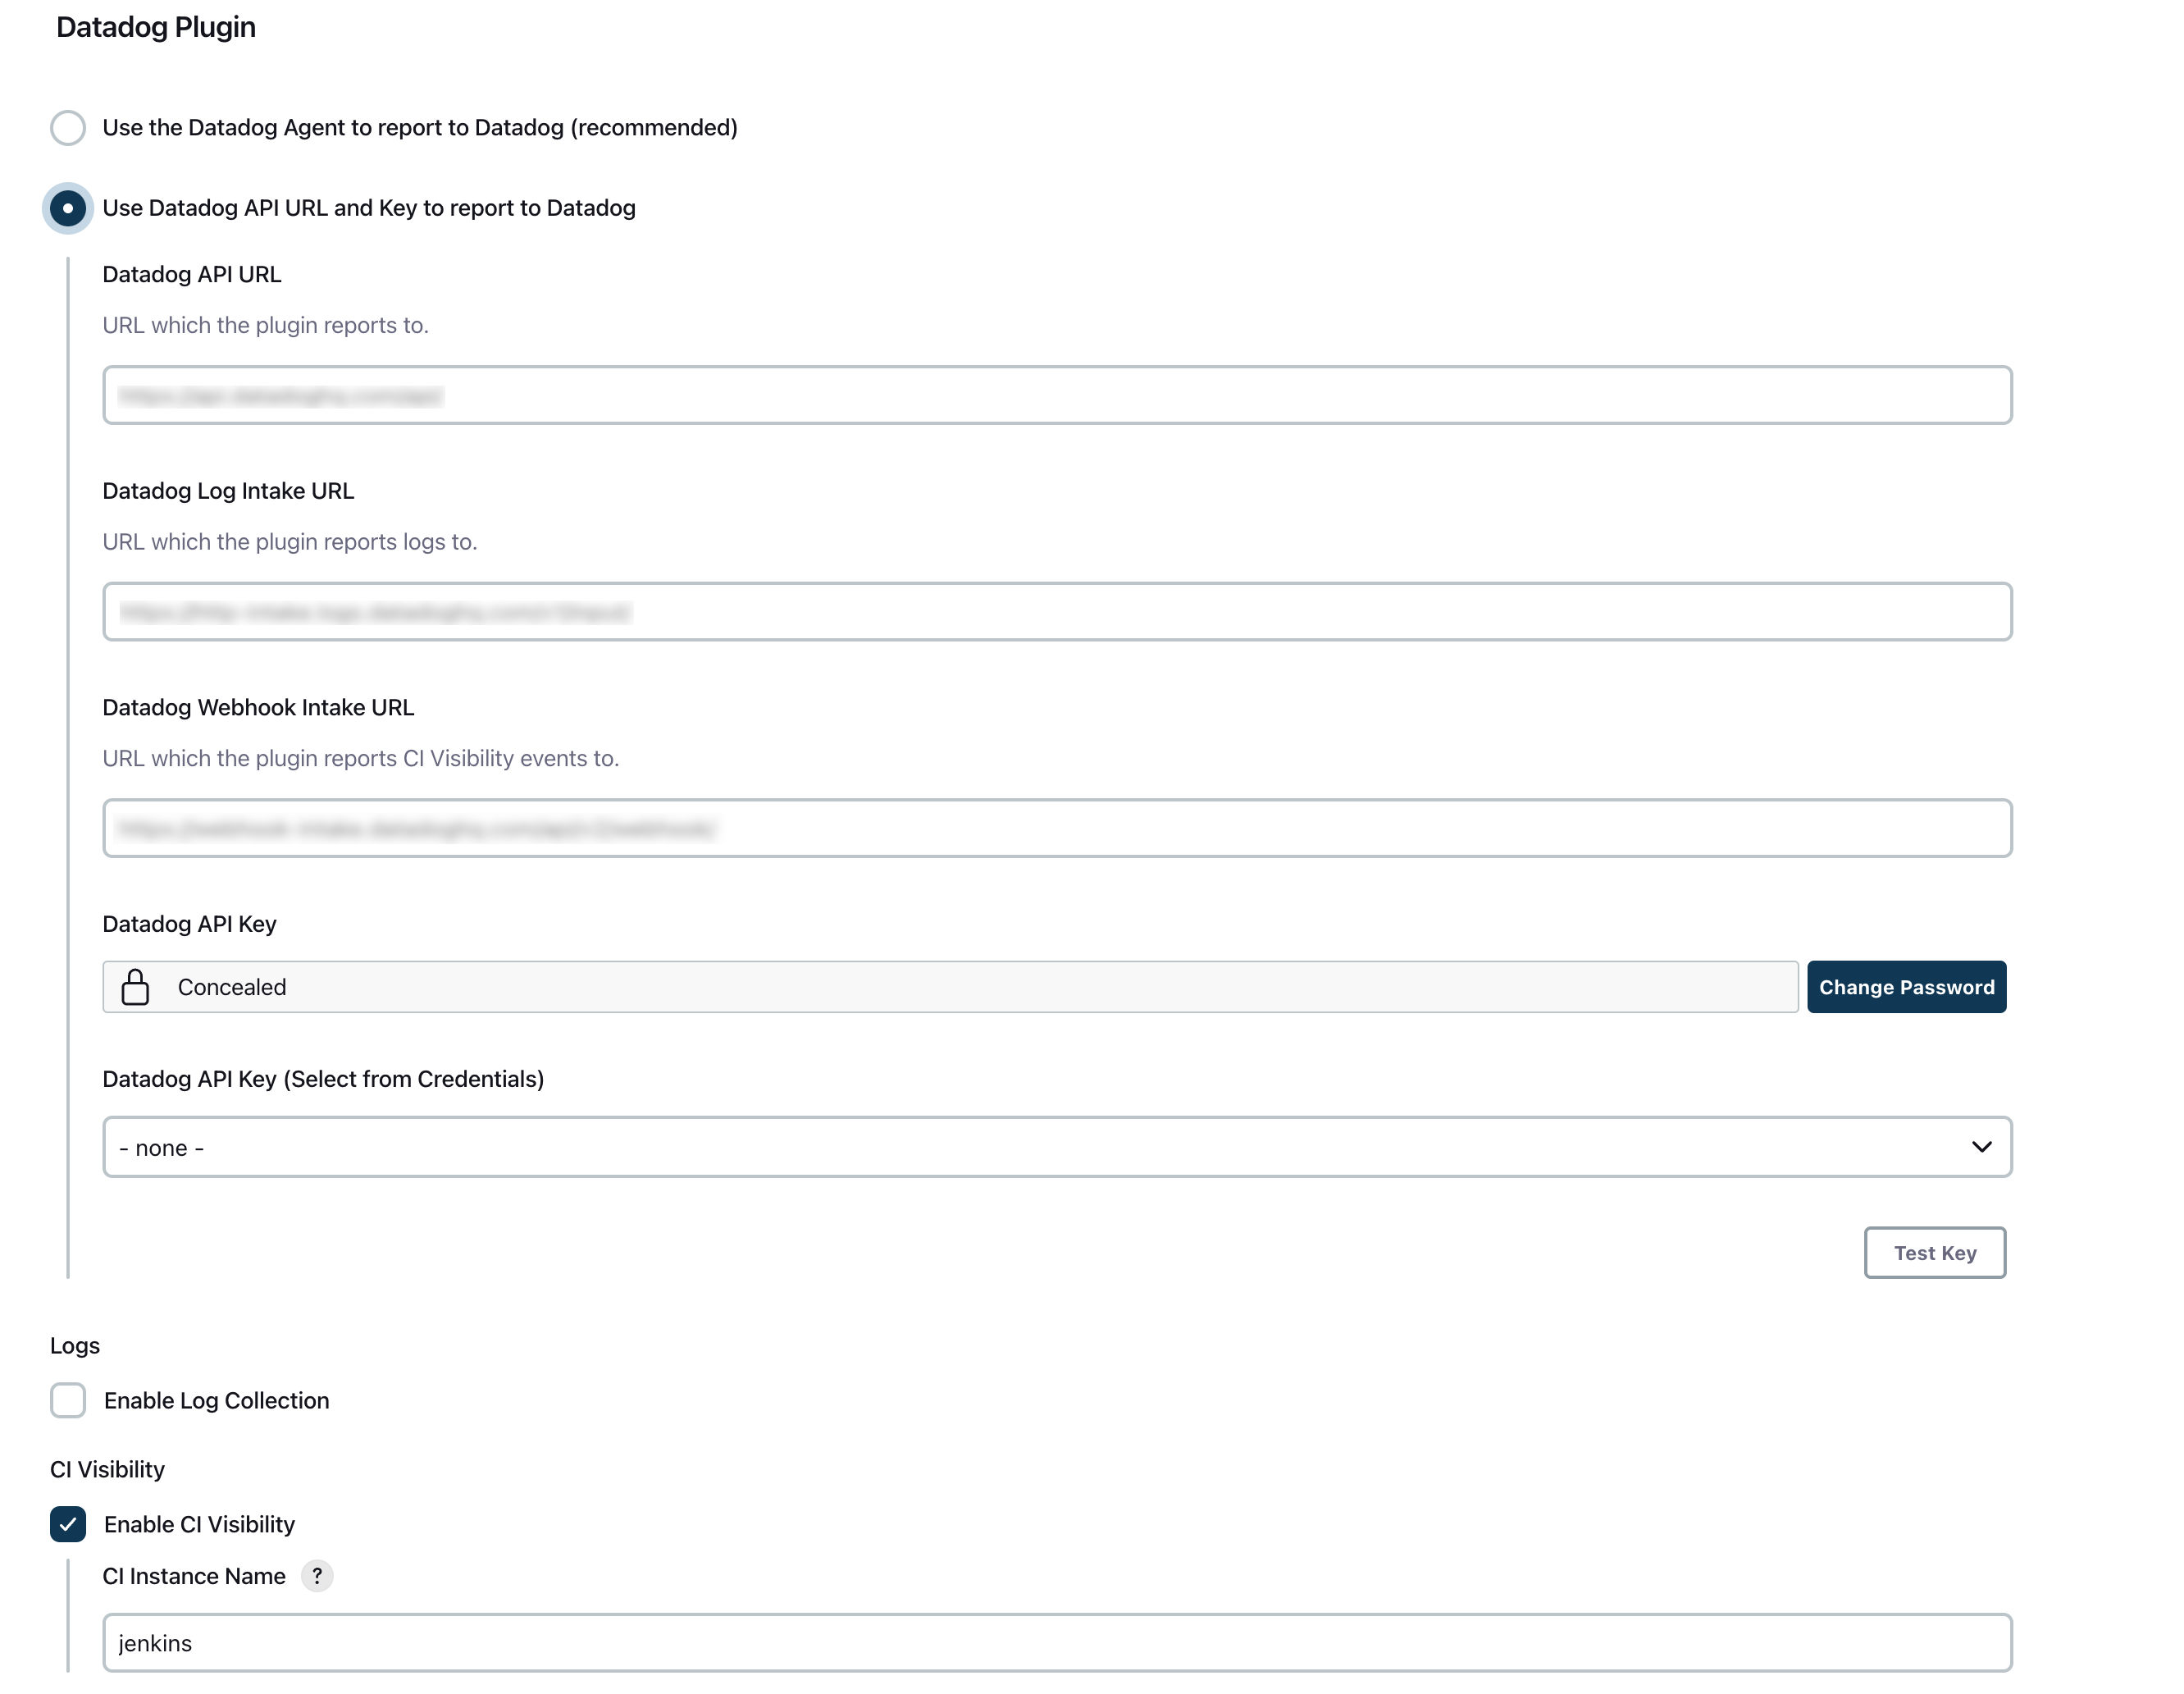 Datadog Plugin
Use the Datadog Agent to report to Datadog (recommended)
Use Datadog API URL and Key to report to Datadog
Datadog API URL
URL which the plugin reports to.
Datadog Log Intake URL
URL which the plugin reports logs to.
Datadog Webhook Intake URL
URL which the plugin reports CI Visibility events to.
Datadog API Key
Concealed
Change Password
Datadog API Key (Select from Credentials)
- none -
Test Key
Logs
Enable Log Collection
CI Visibility
Enable CI Visibility
CI Instance Name ?
jenkins